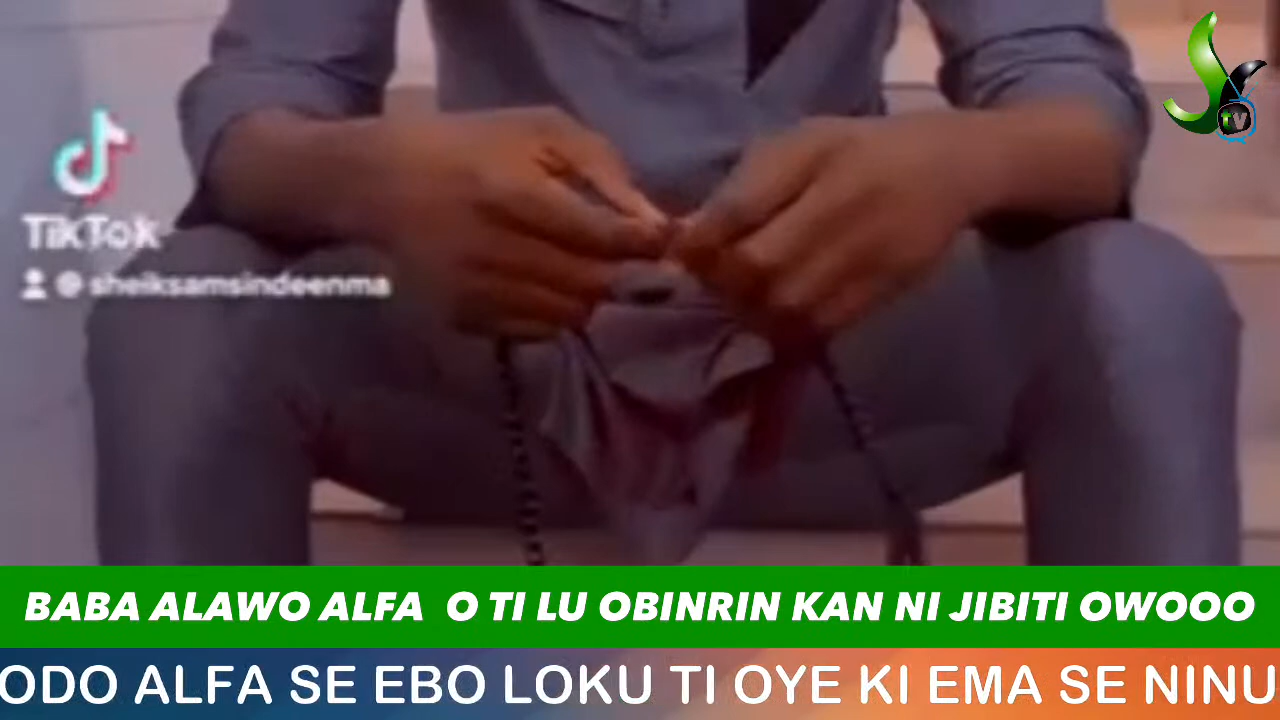 tv
TikTok
@sheiksamsindeenma
BABA ALAWO ALFA O TI LU OBINRIN KAN NI JIBITI OWOOO
ODO ALFA SE EBO LOKU TI OYE KI EMA SE NINU